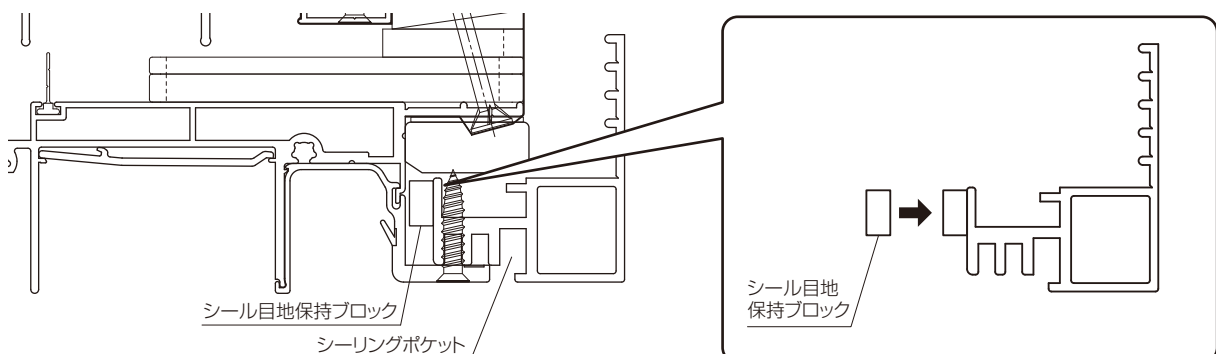 シール目地保持ブロック
シーリングポケット
シール目地
保持ブロック